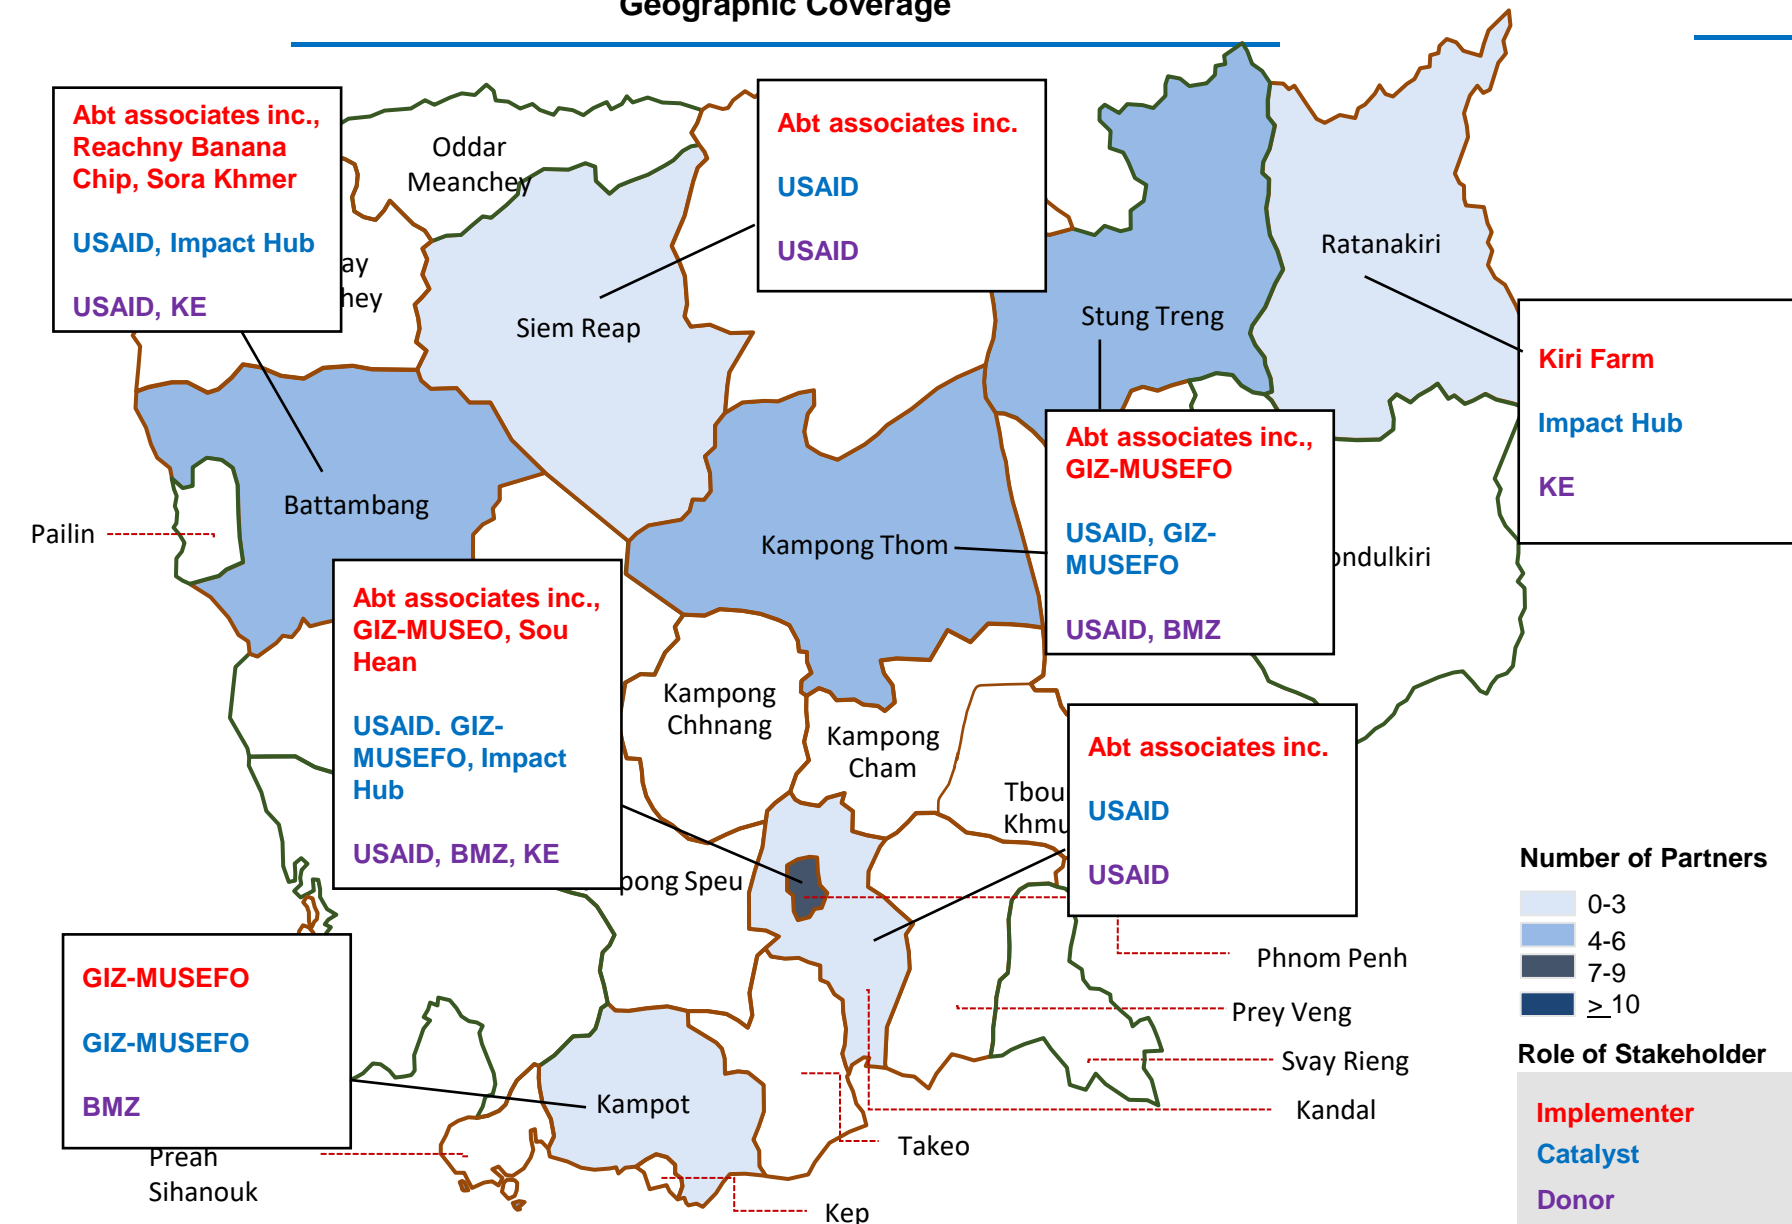 Geographic Coverage
Abt associates inc.,
Reachny Banana
Chip, Sora Khmer
USAID, Impact Hub
USAID, KE
Oddar
Meanchey
ay
hey
Abt associates inc.
USAID
USAID
Siem Reap
Stung Treng
Ratanakiri
Kiri Farm
Impact Hub
KE
Battambang
Pailin
Kampong Thom
Abt associates inc.,
GIZ-MUSEFO
USAID, GIZ-
MUSEFO
USAID, BMZ
ondulkiri
Abt associates inc.,
GIZ-MUSEO, Sou
Hean
USAID. GIZ-
MUSEFO, Impact
Hub
USAID, BMZ, KE
Kampong
Chhnang
Kampong
Cham
Tbou
Khmu
Abt associates inc.
USAID
USAID
pong Speu
GIZ-MUSEFO
GIZ-MUSEFO
BMZ
Kampot
Preah
Sihanouk
Kep
Takeo
Phnom Penh
Prey Veng
Svay Rieng
Kandal
Number of Partners
0-3
4-6
7-9
> 10
Role of Stakeholder
Implementer
Catalyst
Donor